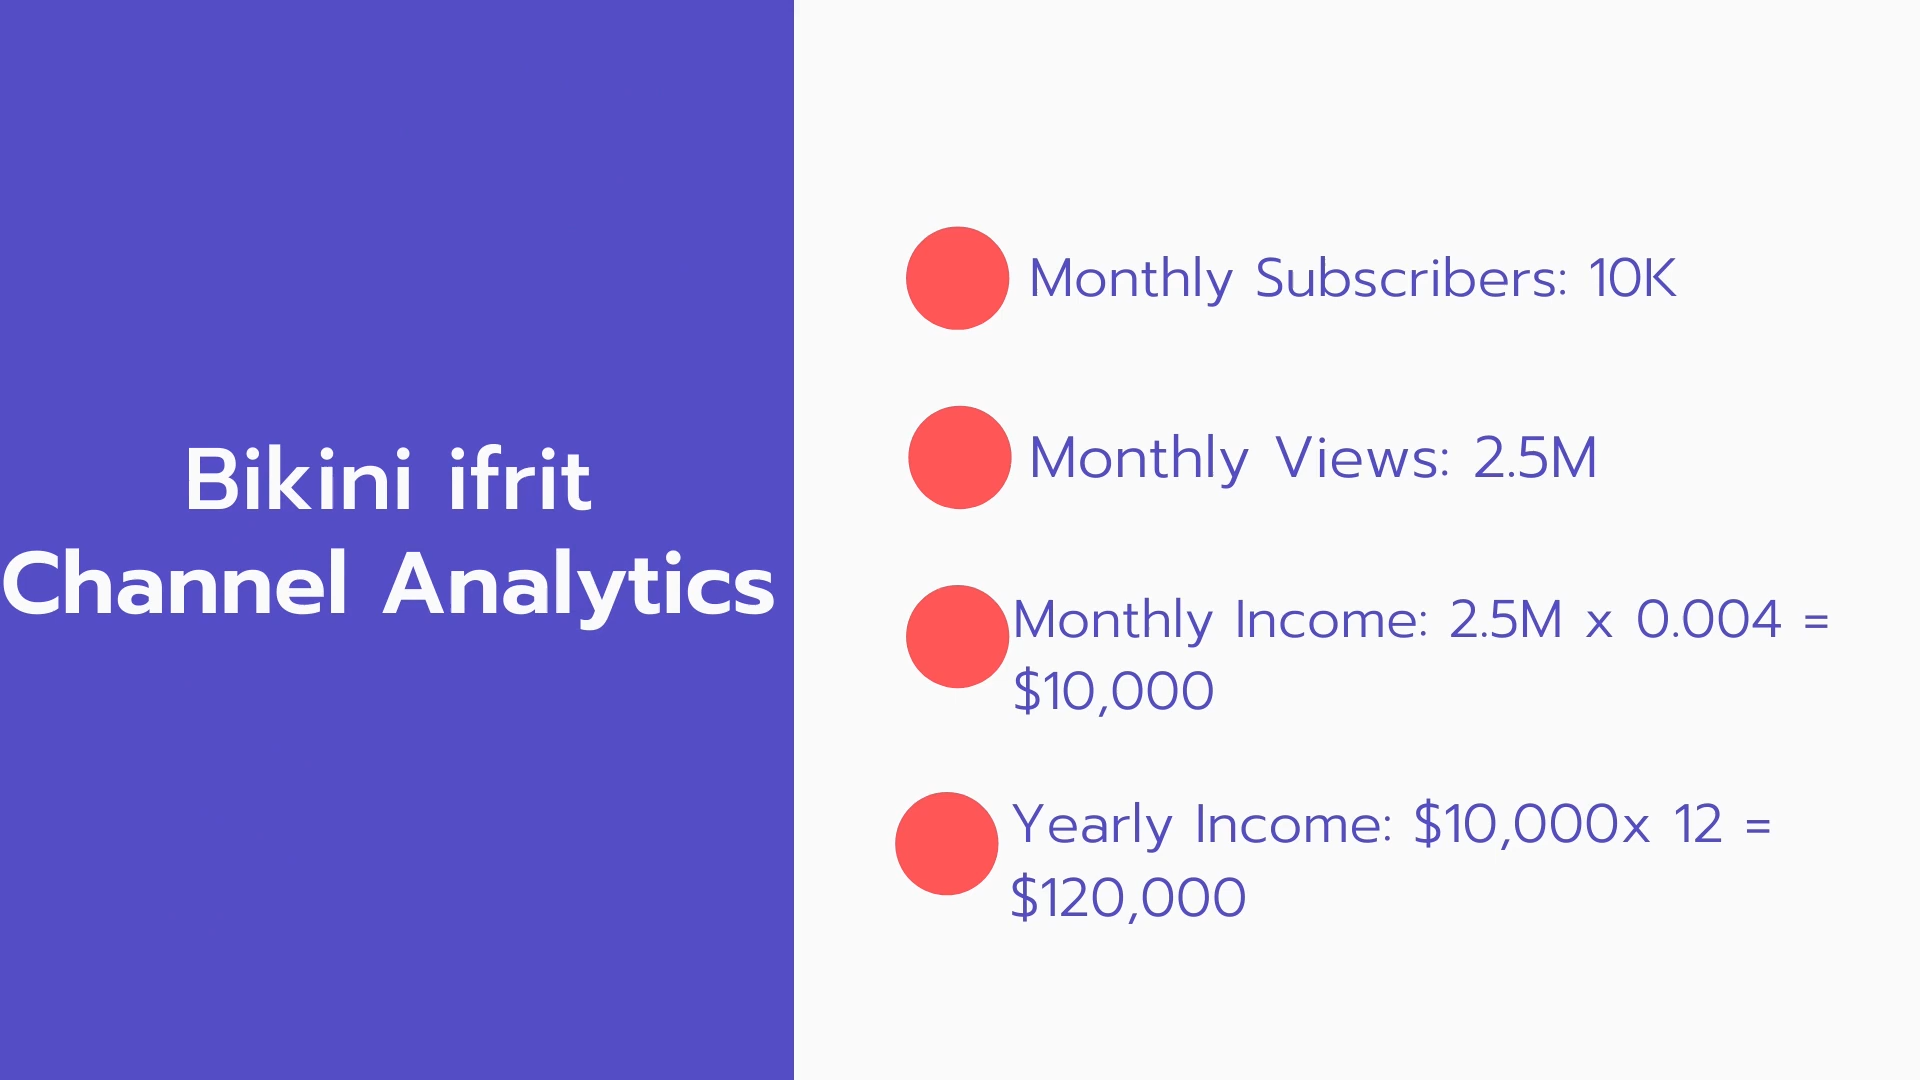 Bikini ifrit
Channel Analytics
Monthly Subscribers: 10K
Monthly Views: 2.5M
Monthly Income: 2.5M x 0.004 =
$10,000
Yearly Income: $10,000x 12 =
$120,000